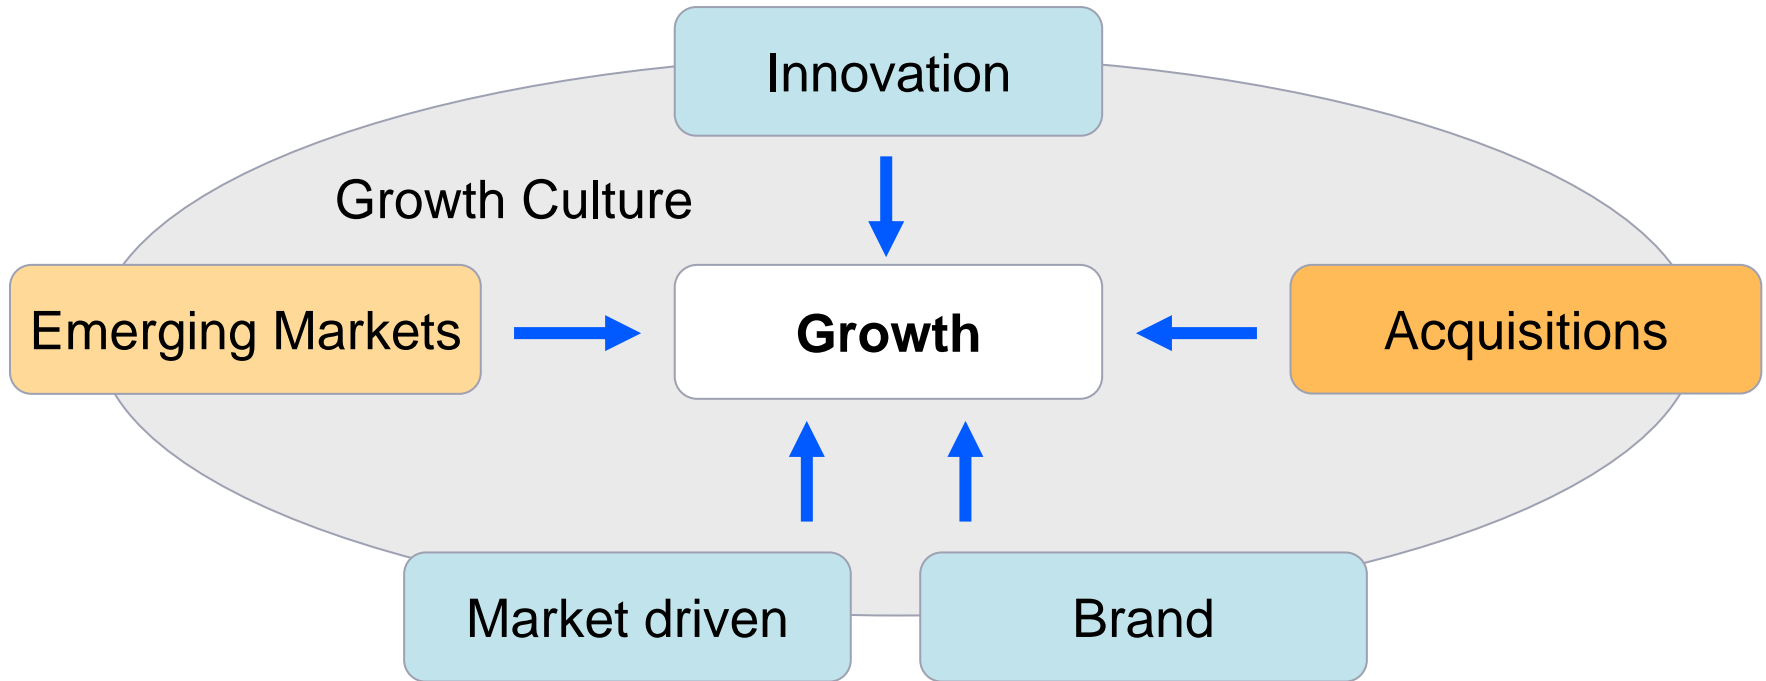 Innovation
Growth Culture
Emerging Markets
Growth
Acquisitions
Market driven
Brand